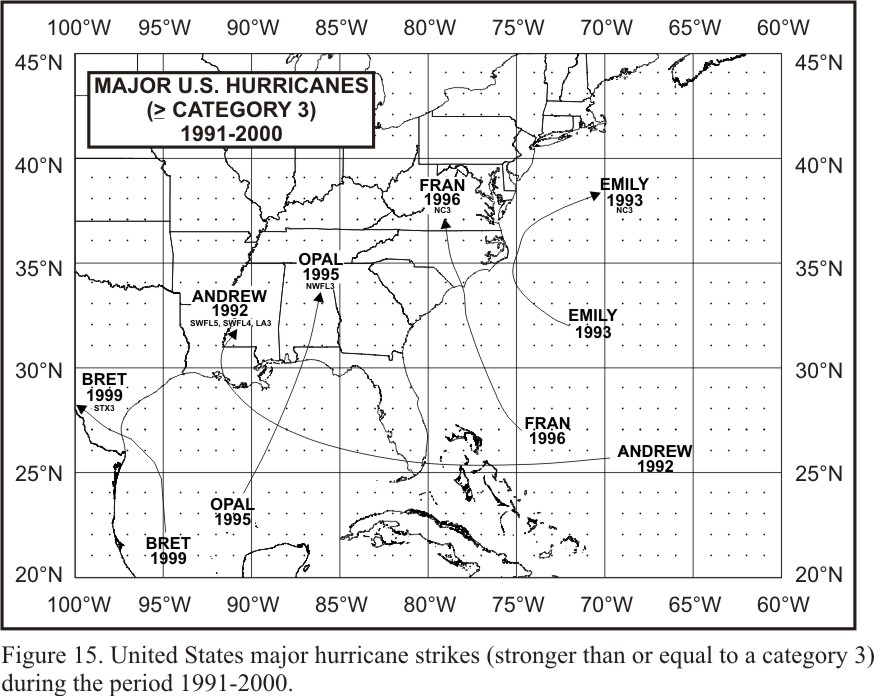 100°W 95°W 90°W 85°W 80°W 75°W 70°W 65°W 60°W
45°N 45°N
MAJOR U.S. HURRICANES
(≥ CATEGORY 3)
1991-2000
40°N 40°N
FRAN
1996
NC3
EMILY
1993
NC3
35°N 35°N
OPAL
1995
NWFL3
ANDREW
1992
SWFL5, SWFL4, LA3
EMILY
1993
30°N 30°N
BRET
1999
STX3
FRAN
1996
ANDREW
1992
25°N 25°N
OPAL
1995
BRET
1999
20°N 20°N
100°W 95°W 90°W 85°W 80°W 75°W 70°W 65°W 60°W
Figure 15. United States major hurricane strikes (stronger than or equal to a category 3)
during the period 1991-2000.